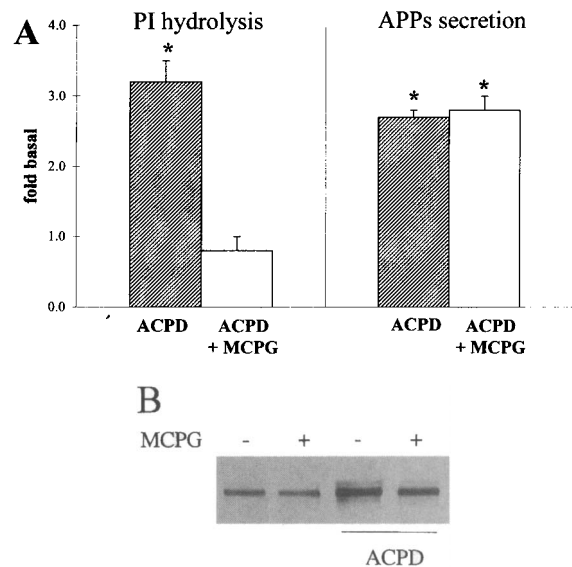 A
PI hydrolysis
APPs secretion
4.0
3.0
2.0
1.0
0.0
fold basal
*
*
*
ACPD
ACPD
+ MCPG
ACPD
ACPD
+ MCPG
B
MCPG - + - +
ACPD